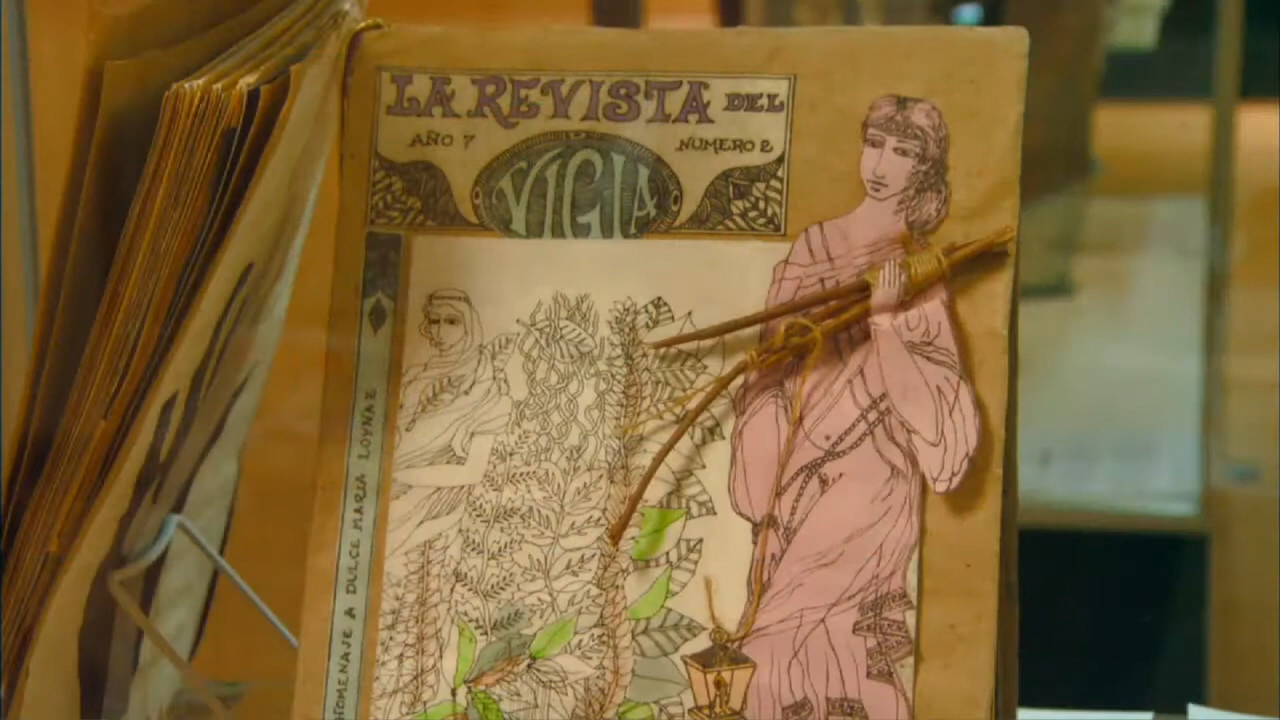 LA REVISTA DEL
AÑO 7
NUMERO 2
VIGIA
HOMENAJE A DULCE MARIA LOYNAZ